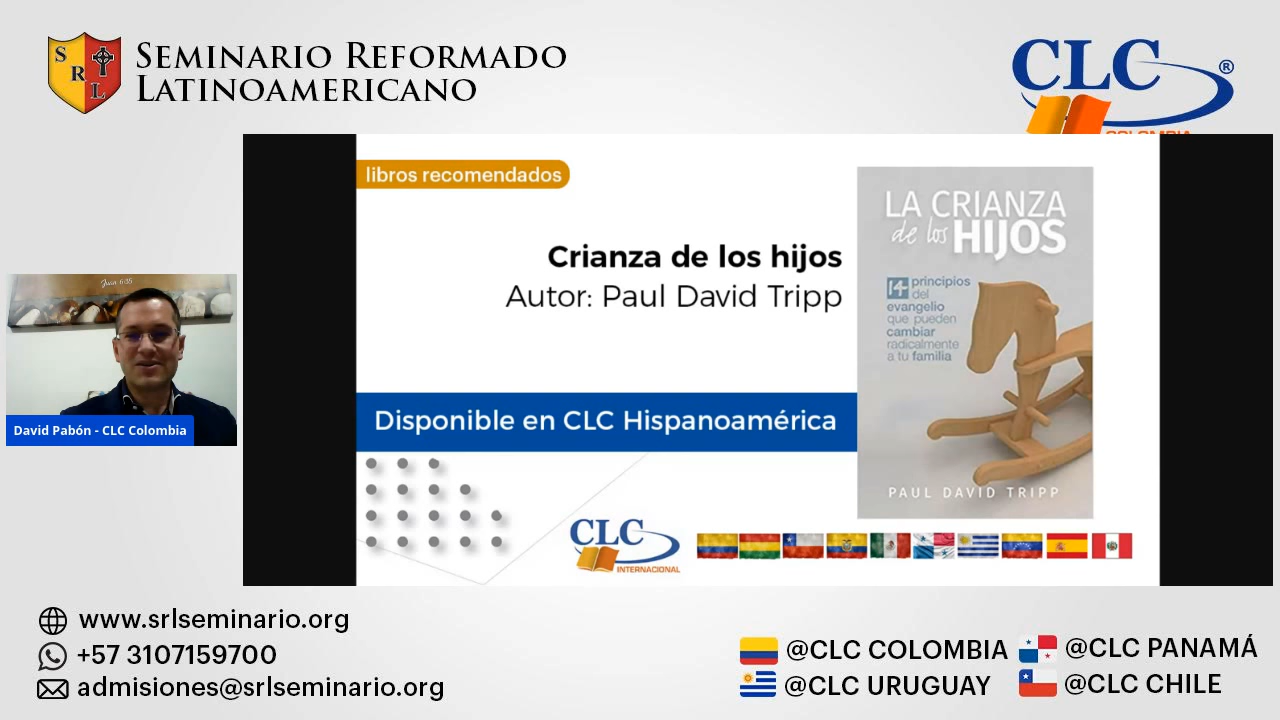 S R L
SEMINARIO REFORMADO
LATINOAMERICANO
CLC®
libros recomendados
Crianza de los hijos
Autor: Paul David Tripp
Disponible en CLC Hispanoamérica
CLC
INTERNACIONAL
LA CRIANZA
de los HIJOS
14 principios
del
evangelio
que pueden
cambiar
radicalmente
a tu familia
PAUL DAVID TRIPP
Juan 6:35
David Pabón - CLC Colombia
www.srlseminario.org
+57 3107159700
admisiones@srlseminario.org
@CLC COLOMBIA
@CLC URUGUAY
@CLC PANAMÁ
@CLC CHILE